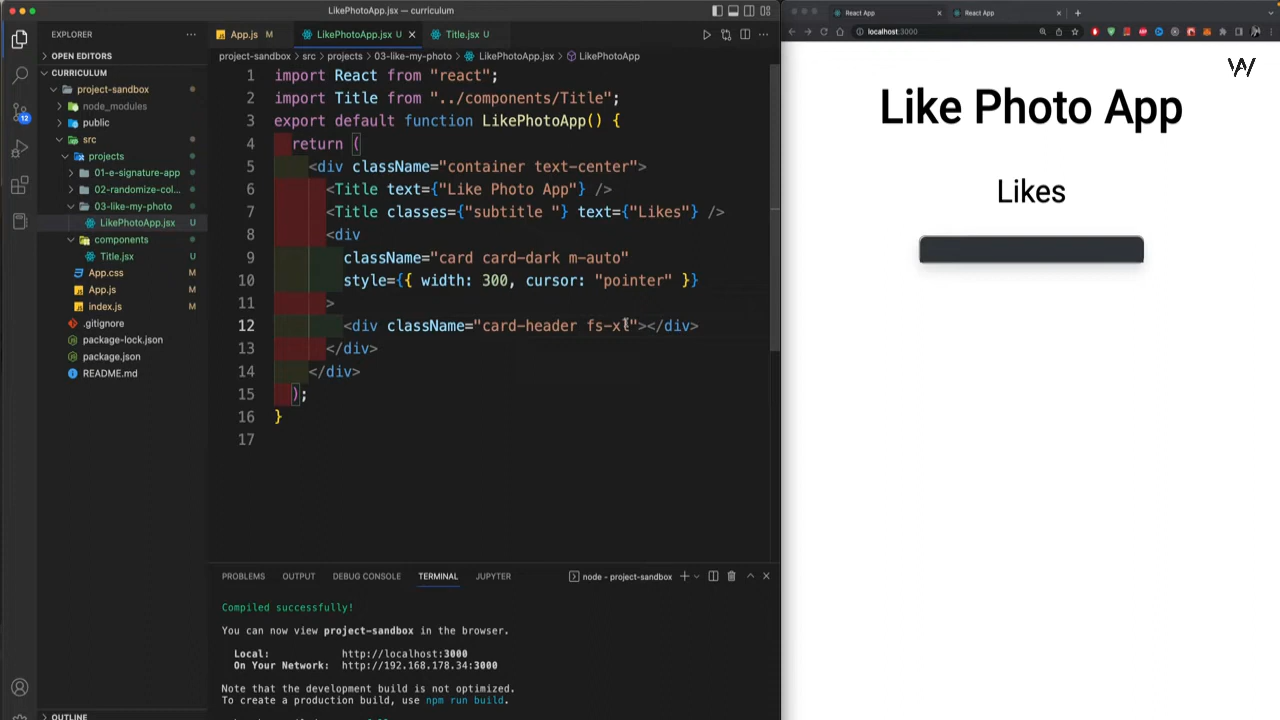 LikePhotoApp.jsx — curriculum
React App
React App
localhost:3000
EXPLORER
App.js M
LikePhotoApp.jsx U
Title.jsx U
OPEN EDITORS
project-sandbox > src > projects > 03-like-my-photo > LikePhotoApp.jsx > LikePhotoApp
CURRICULUM
project-sandbox
node_modules
public
src
projects
01-e-signature-app
02-randomize-col...
03-like-my-photo
LikePhotoApp.jsx U
components
Title.jsx U
App.css
App.js M
index.js
.gitignore
package-lock.json
package.json
README.md
12
OUTLINE
1 import React from "react";
2 import Title from "../components/Title";
3 export default function LikePhotoApp() {
4 return (
5 <div className="container text-center">
6 <Title text={"Like Photo App"} />
7 <Title classes={"subtitle "} text={"Likes"} />
8 <div
9 className="card card-dark m-auto"
10 style={{ width: 300, cursor: "pointer" }}
11 >
12 <div className="card-header fs-xl"></div>
13 </div>
14 </div>
15 );
16 }
17
PROBLEMS OUTPUT DEBUG CONSOLE TERMINAL JUPYTER
node - project-sandbox
Compiled successfully!
You can now view project-sandbox in the browser.
Local: http://localhost:3000
On Your Network: http://192.168.178.34:3000
Note that the development build is not optimized.
To create a production build, use npm run build.
Like Photo App
Likes